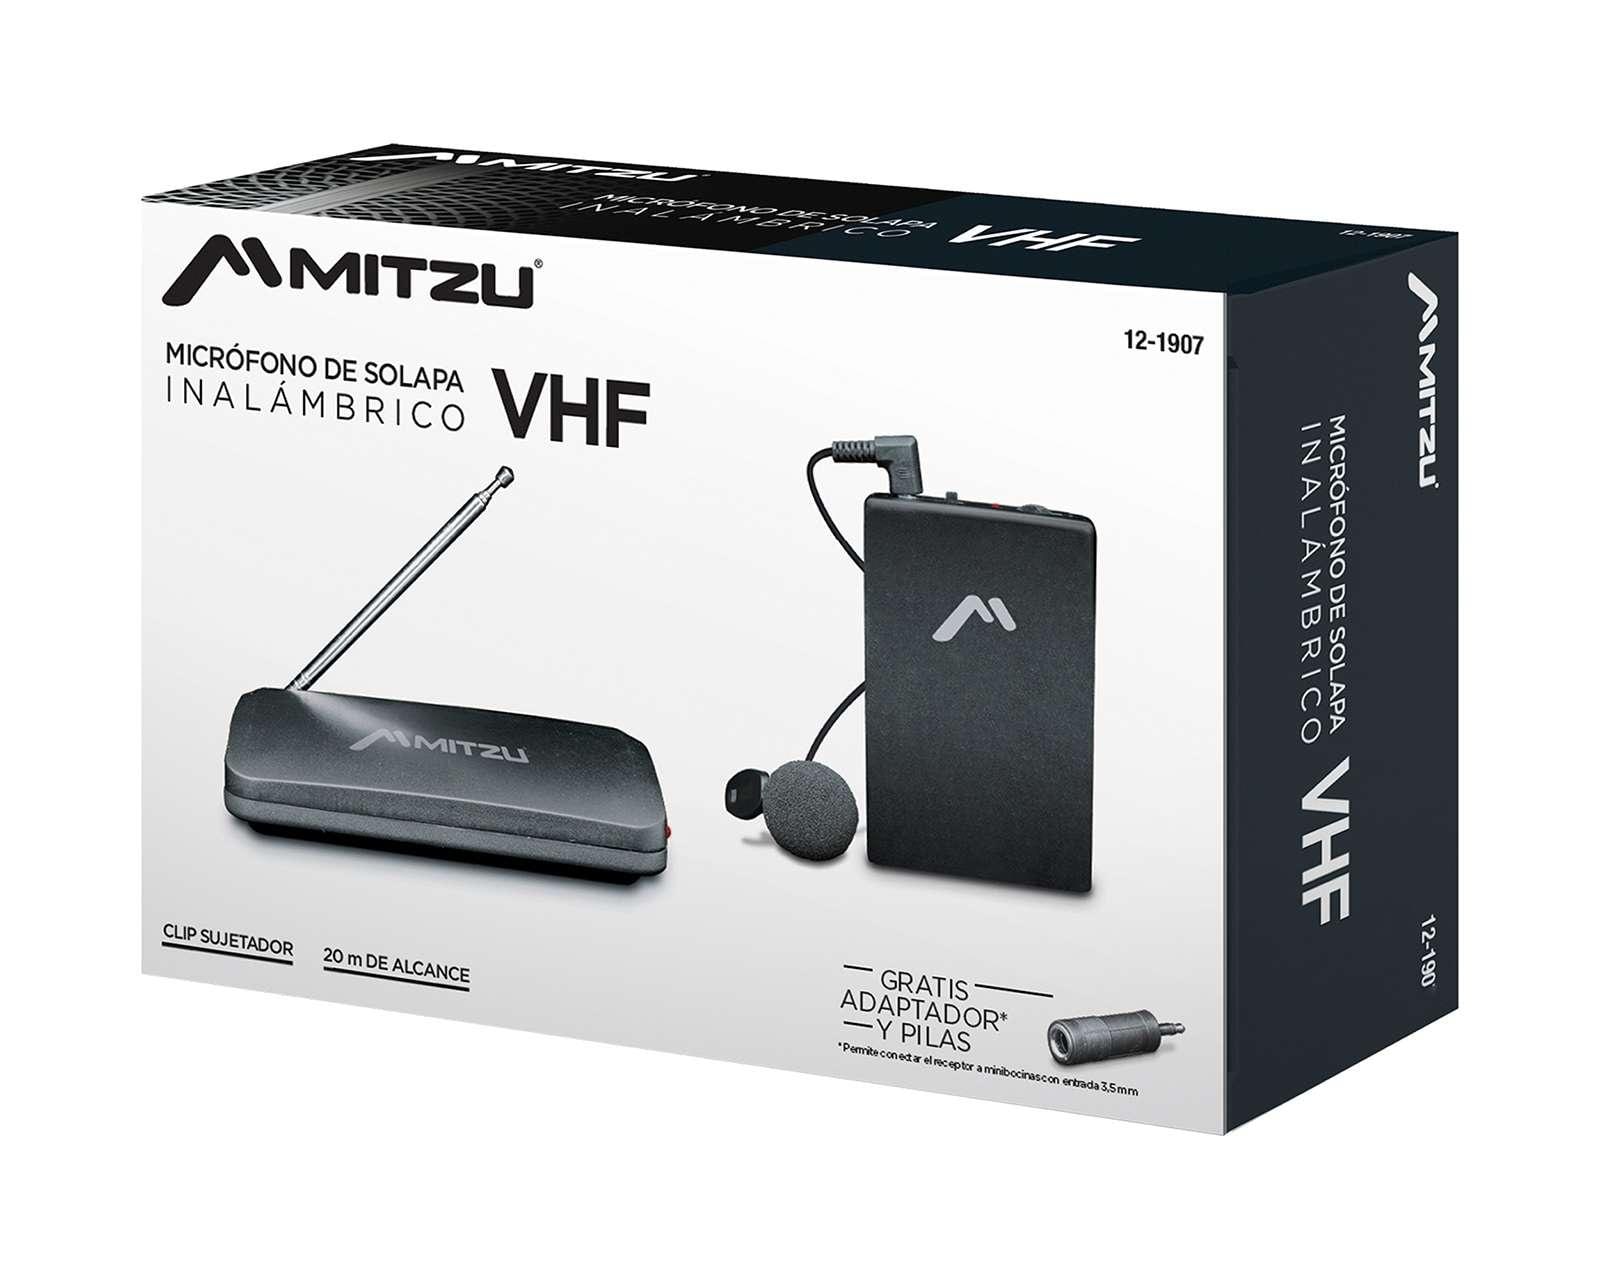 MITZU®
MICRÓFONO DE SOLAPA
INALÁMBRICO
VHF
12-1907
MITZU®
MICRÓFONO DE SOLAPA
INALÁMBRICO
VHF
12-1907
MITZU
CLIP SUJETADOR
20 m DE ALCANCE
GRATIS
ADAPTADOR*
Y PILAS
*Permite conectar el receptor a minibocinas con entrada 3,5 mm
MITZU®
MICRÓFONO DE SOLAPA
INALÁMBRICO
VHF
12-190